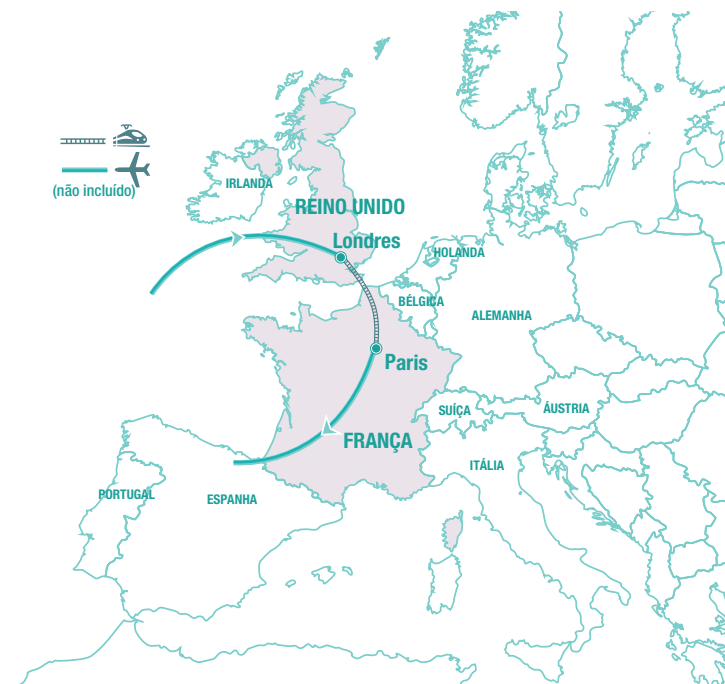 (não incluído)
IRLANDA
REINO UNIDO
Londres
HOLANDA
BÉLGICA
ALEMANHA
Paris
SUÍÇA
ÁUSTRIA
FRANÇA
ITÁLIA
PORTUGAL
ESPANHA